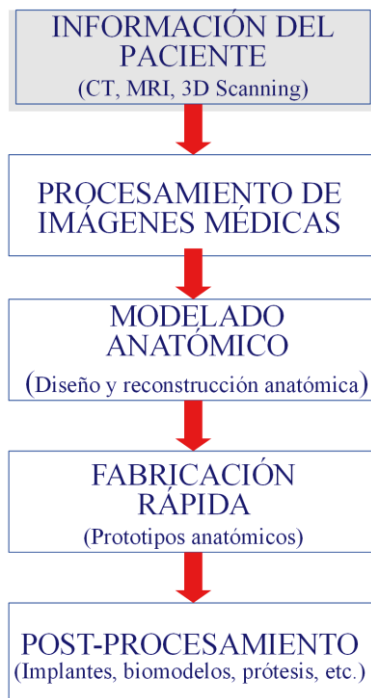 INFORMACIÓN DEL
PACIENTE
(CT, MRI, 3D Scanning)
PROCESAMIENTO DE
IMÁGENES MÉDICAS
MODELADO
ANATÓMICO
(Diseño y reconstrucción anatómica)
FABRICACIÓN
RÁPIDA
(Prototipos anatómicos)
POST-PROCESAMIENTO
(Implantes, biomodelos, prótesis, etc.)